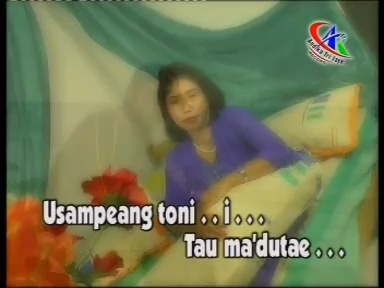 Usampeang toni . . i . . .
Tau ma'dutae . . .